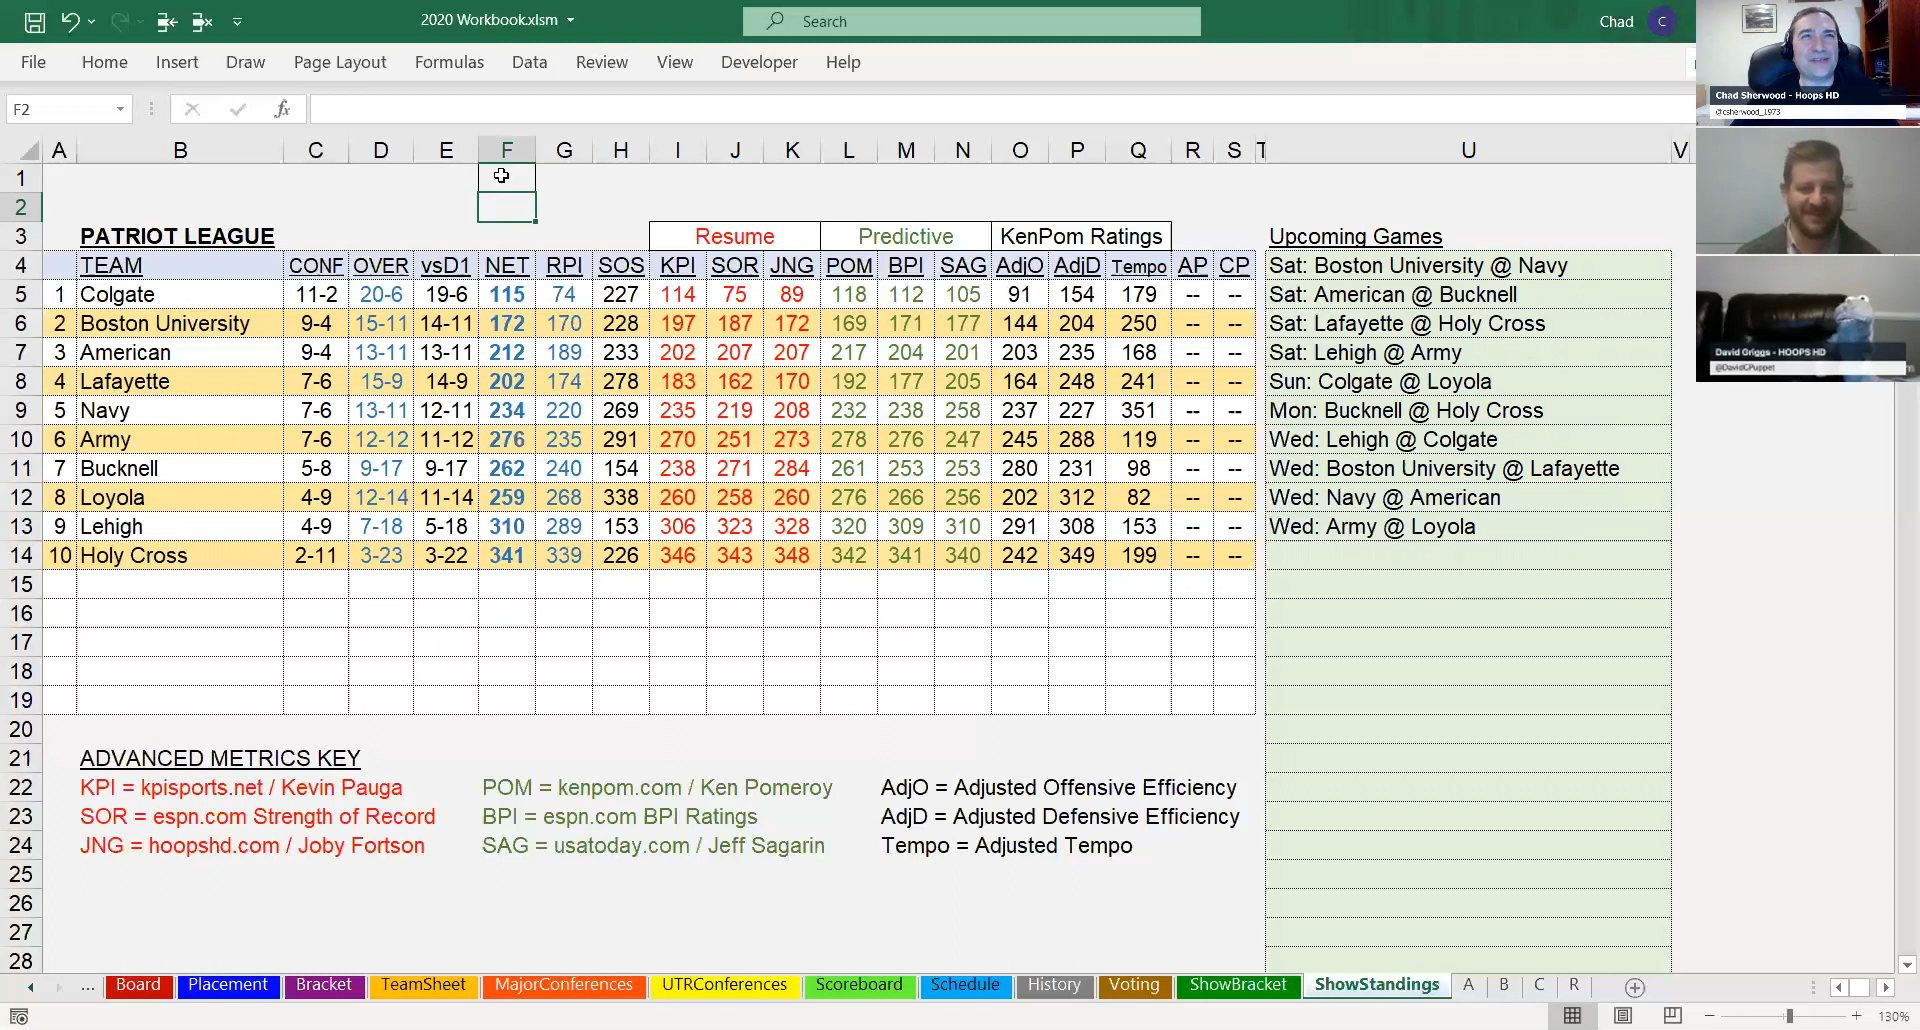 2020 Workbook.xlsm
Search
Chad
C
File Home Insert Draw Page Layout Formulas Data Review View Developer Help
F2
fx
A B C D E F G H I J K L M N O P Q R S T U V
1
2
3 PATRIOT LEAGUE Resume Predictive KenPom Ratings Upcoming Games
4 TEAM CONF OVER vsD1 NET RPI SOS KPI SOR JNG POM BPI SAG AdjO AdjD Tempo AP CP Sat: Boston University @ Navy
5 1 Colgate 11-2 20-6 19-6 115 74 227 114 75 89 118 112 105 91 154 179 -- -- Sat: American @ Bucknell
6 2 Boston University 9-4 15-11 14-11 172 170 228 197 187 172 169 171 177 144 204 250 -- -- Sat: Lafayette @ Holy Cross
7 3 American 9-4 13-11 13-11 212 189 233 202 207 207 217 204 201 203 235 168 -- -- Sat: Lehigh @ Army
8 4 Lafayette 7-6 15-9 14-9 202 174 278 183 162 170 192 177 205 164 248 241 -- -- Sun: Colgate @ Loyola
9 5 Navy 7-6 13-11 12-11 234 220 269 235 219 208 232 238 258 237 227 351 -- -- Mon: Bucknell @ Holy Cross
10 6 Army 7-6 12-12 11-12 276 235 291 270 251 273 278 276 247 245 288 119 -- -- Wed: Lehigh @ Colgate
11 7 Bucknell 5-8 9-17 9-17 262 240 154 238 271 284 261 253 253 280 231 98 -- -- Wed: Boston University @ Lafayette
12 8 Loyola 4-9 12-14 11-14 259 268 338 260 258 260 276 266 256 202 312 82 -- -- Wed: Navy @ American
13 9 Lehigh 4-9 7-18 5-18 310 289 153 306 323 328 320 309 310 291 308 153 -- -- Wed: Army @ Loyola
14 10 Holy Cross 2-11 3-23 3-22 341 339 226 346 343 348 342 341 340 242 349 199 -- --
15
16
17
18
19
20
21 ADVANCED METRICS KEY
22 KPI = kpisports.net / Kevin Pauga POM = kenpom.com / Ken Pomeroy AdjO = Adjusted Offensive Efficiency
23 SOR = espn.com Strength of Record BPI = espn.com BPI Ratings AdjD = Adjusted Defensive Efficiency
24 JNG = hoopshd.com / Joby Fortson SAG = usatoday.com / Jeff Sagarin Tempo = Adjusted Tempo
25
26
27
28
... Board Placement Bracket TeamSheet MajorConferences UTRConferences Scoreboard Schedule History Voting ShowBracket ShowStandings A B C R
130%
Chad Sherwood - Hoops HD
@csherwood_1973
David Griggs - HOOPS HD
@DavidCPuppet